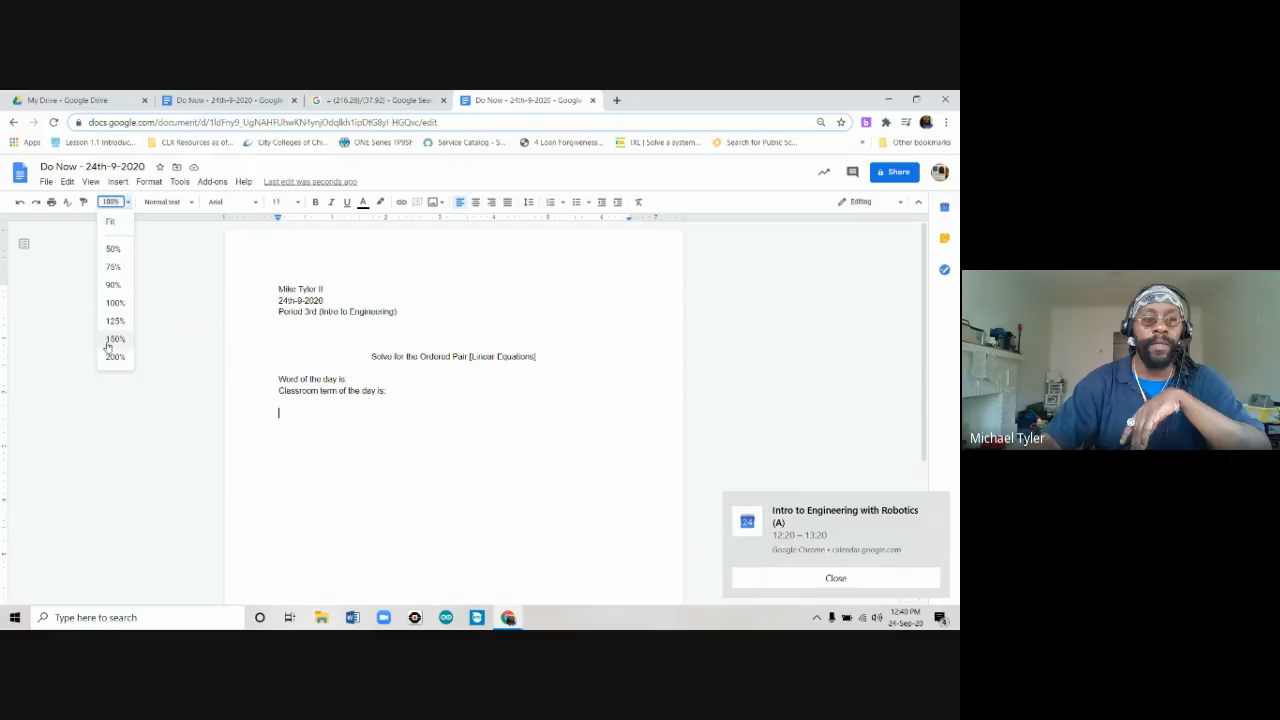 My Drive - Google Drive
Do Now - 24th-9-2020 - Google
= (216.28)/(37.92) - Google Sear
Do Now - 24th-9-2020 - Google
docs.google.com/document/d/
/edit
Apps
Lesson 1.1 Introduc...
CLX Resources as of...
City Colleges of Chi...
ONE Series TP95F
Service Catalog - S...
4 Loan Forgiveness...
IXL | Solve a system...
Search for Public Sc...
Other bookmarks
Do Now - 24th-9-2020
File Edit View Insert Format Tools Add-ons Help Last edit was seconds ago
Share
100%
Normal text
Arial
11
Editing
Fit
50%
75%
90%
100%
125%
150%
200%
Mike Tyler II
24th-9-2020
Period 3rd (Intro to Engineering)
Solve for the Ordered Pair [Linear Equations]
Word of the day is:
Classroom term of the day is:
Michael Tyler
Intro to Engineering with Robotics
(A)
12:20 – 13:20
Google Chrome • calendar.google.com
Close
Type here to search
12:40 PM
24-Sep-20